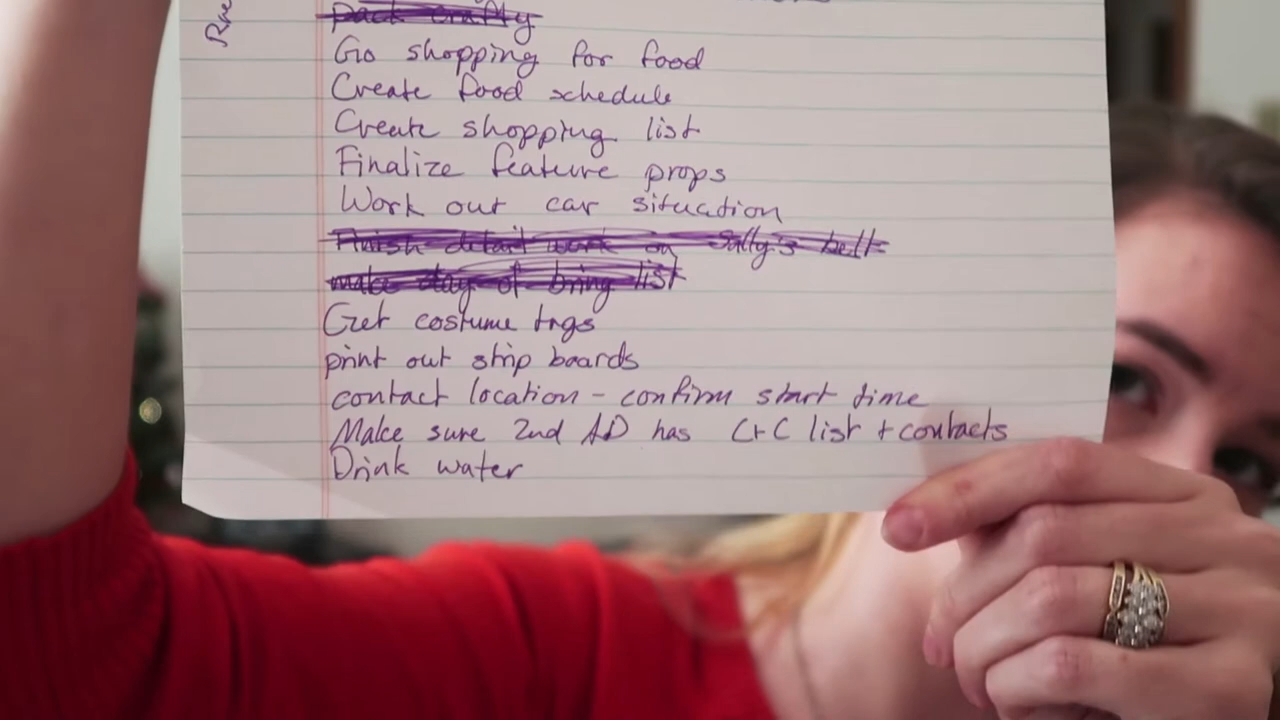 pack crafty
Go shopping for food
Create food schedule
Create shopping list
Finalize feature props
Work out car situation
Finish detail work on Sally's belt
make day of bring list
Get costume tags
print out strip boards
contact location - confirm start time
Make sure 2nd AD has C+C list + contacts
Drink water